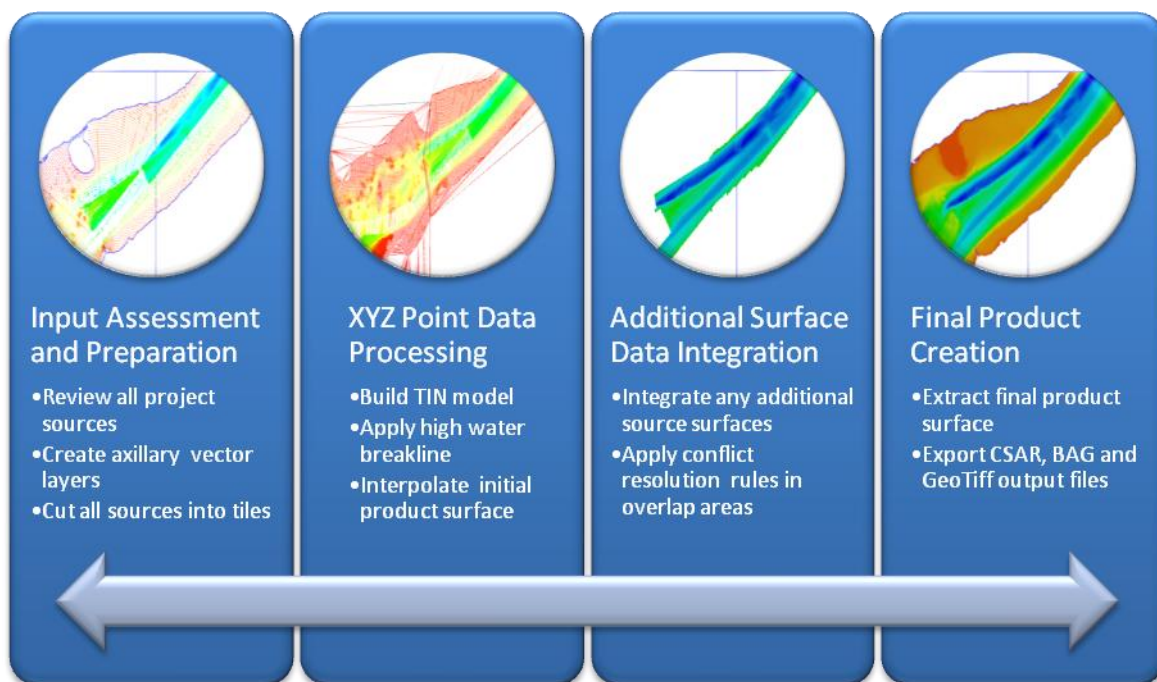 Input Assessment
and Preparation
•Review all project
sources
•Create axillary vector
layers
•Cut all sources into tiles
XYZ Point Data
Processing
•Build TIN model
•Apply high water
breakline
•Interpolate initial
product surface
Additional Surface
Data Integration
•Integrate any additional
source surfaces
•Apply conflict
resolution rules in
overlap areas
Final Product
Creation
•Extract final product
surface
•Export CSAR, BAG and
GeoTiff output files